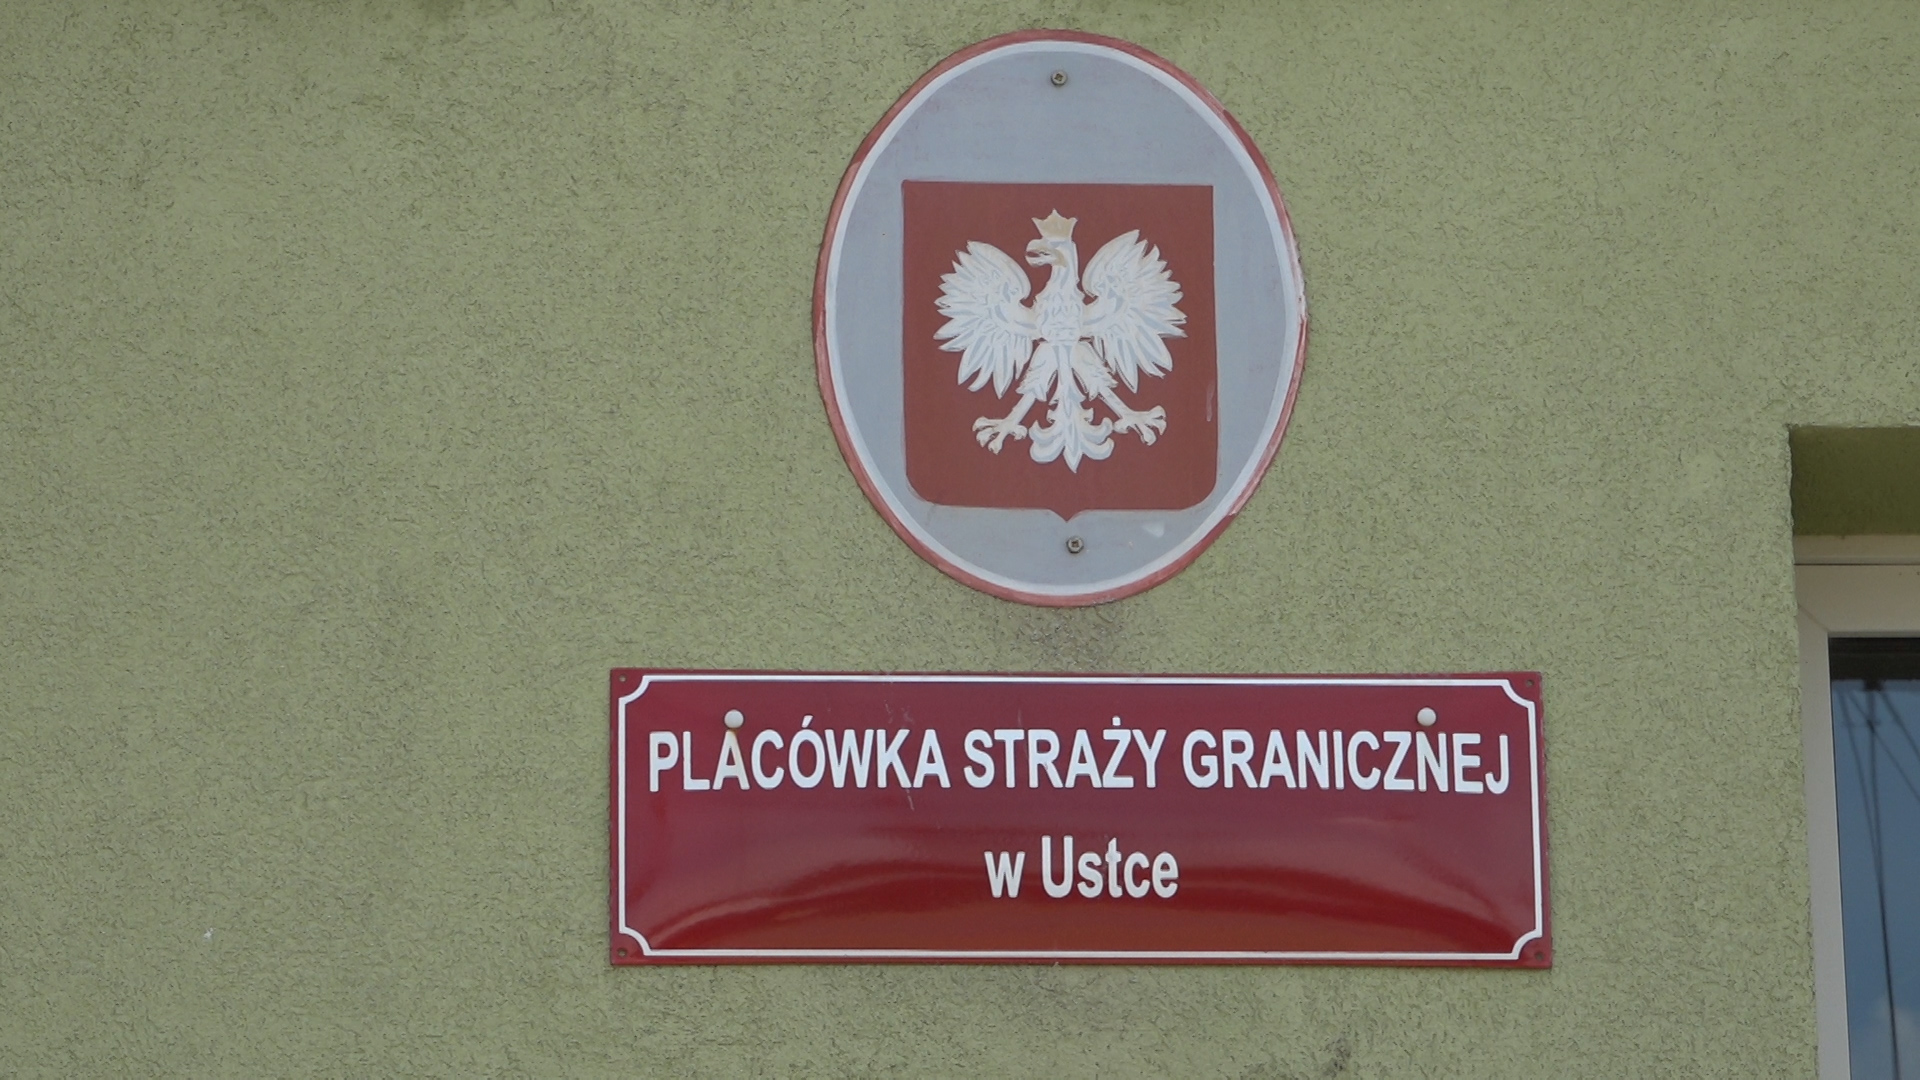 PLACÓWKA STRAŻY GRANICZNEJ
w Ustce